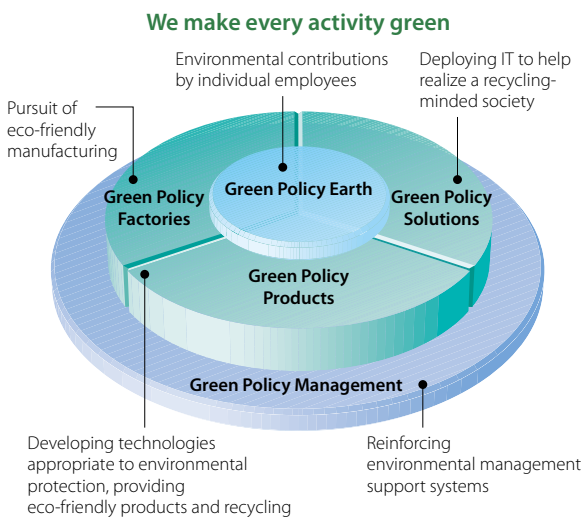 We make every activity green
Environmental contributions
by individual employees
Deploying IT to help
realize a recycling-
minded society
Pursuit of
eco-friendly
manufacturing
Green Policy Earth
Green Policy
Factories
Green Policy
Solutions
Green Policy
Products
Green Policy Management
Developing technologies
appropriate to environmental
protection, providing
eco-friendly products and recycling
Reinforcing
environmental management
support systems